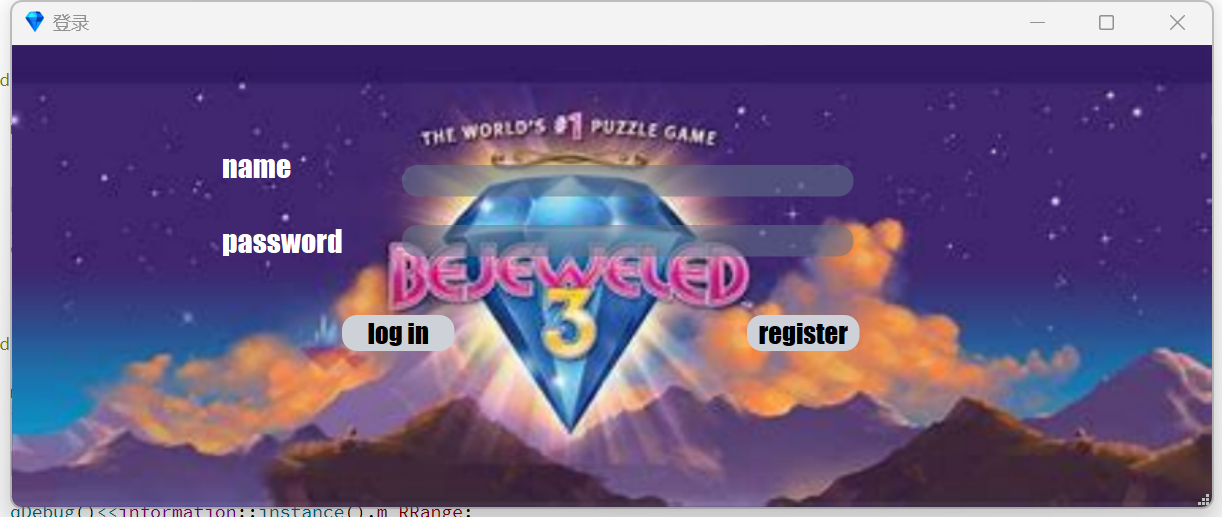 登录
d
THE WORLD'S #1 PUZZLE GAME
name
password
BEJEWELED
3
log in
register
d
qDebug()<<information::instance().m_RRange;